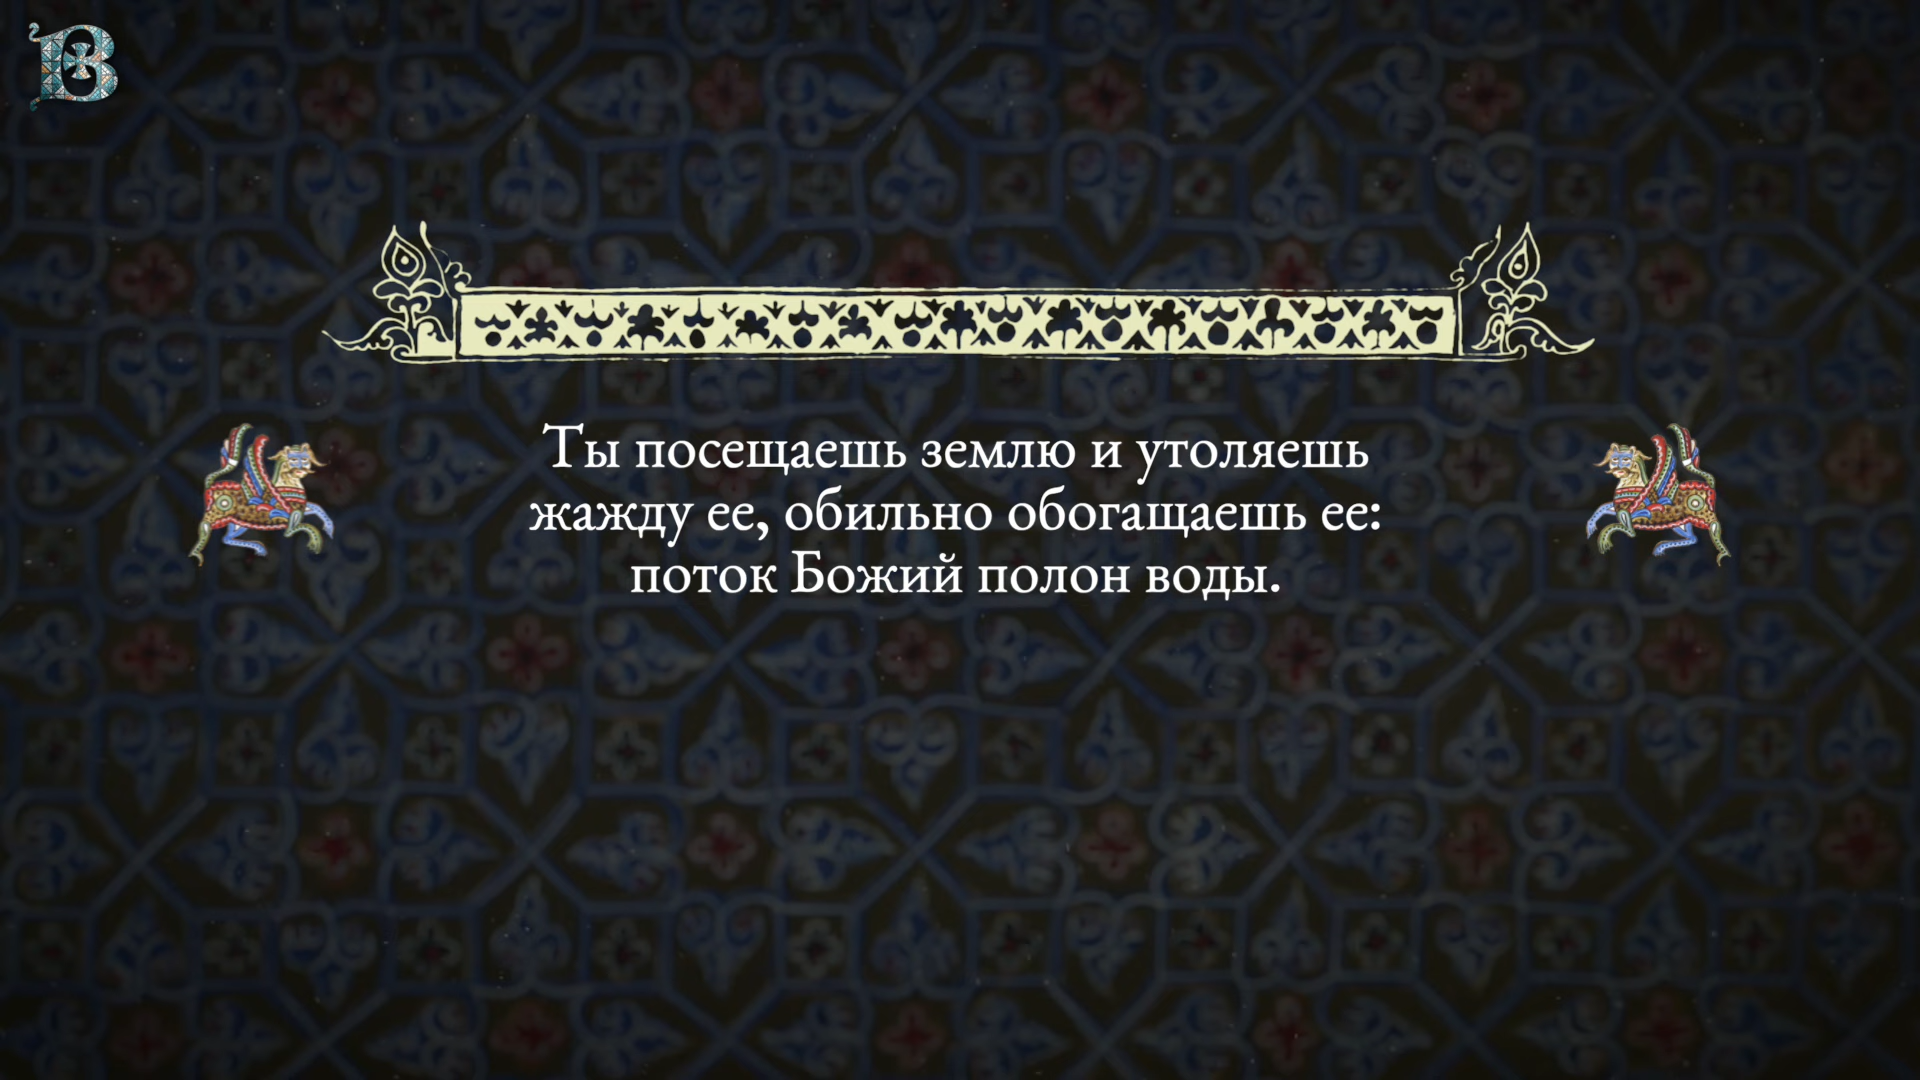 Ты посещаешь землю и утоляешь
жажду ее, обильно обогащаешь ее:
поток Божий полон воды.